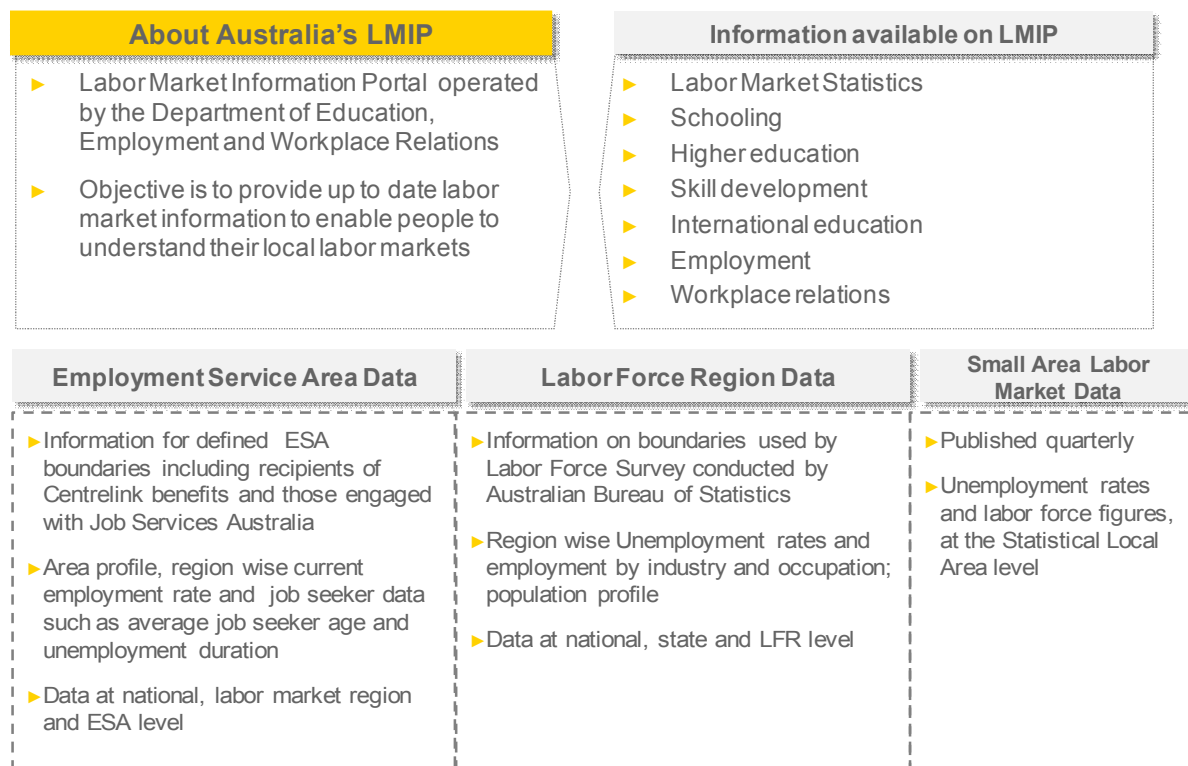 About Australia's LMIP
► Labor Market Information Portal operated
by the Department of Education,
Employment and Workplace Relations
► Objective is to provide up to date labor
market information to enable people to
understand their local labor markets
Information available on LMIP
► Labor Market Statistics
► Schooling
► Higher education
► Skill development
► International education
► Employment
► Workplace relations
Employment Service Area Data
► Information for defined ESA
boundaries including recipients of
Centrelink benefits and those engaged
with Job Services Australia
► Area profile, region wise current
employment rate and job seeker data
such as average job seeker age and
unemployment duration
► Data at national, labor market region
and ESA level
Labor Force Region Data
► Information on boundaries used by
Labor Force Survey conducted by
Australian Bureau of Statistics
► Region wise Unemployment rates and
employment by industry and occupation;
population profile
► Data at national, state and LFR level
Small Area Labor
Market Data
► Published quarterly
► Unemployment rates
and labor force figures,
at the Statistical Local
Area level